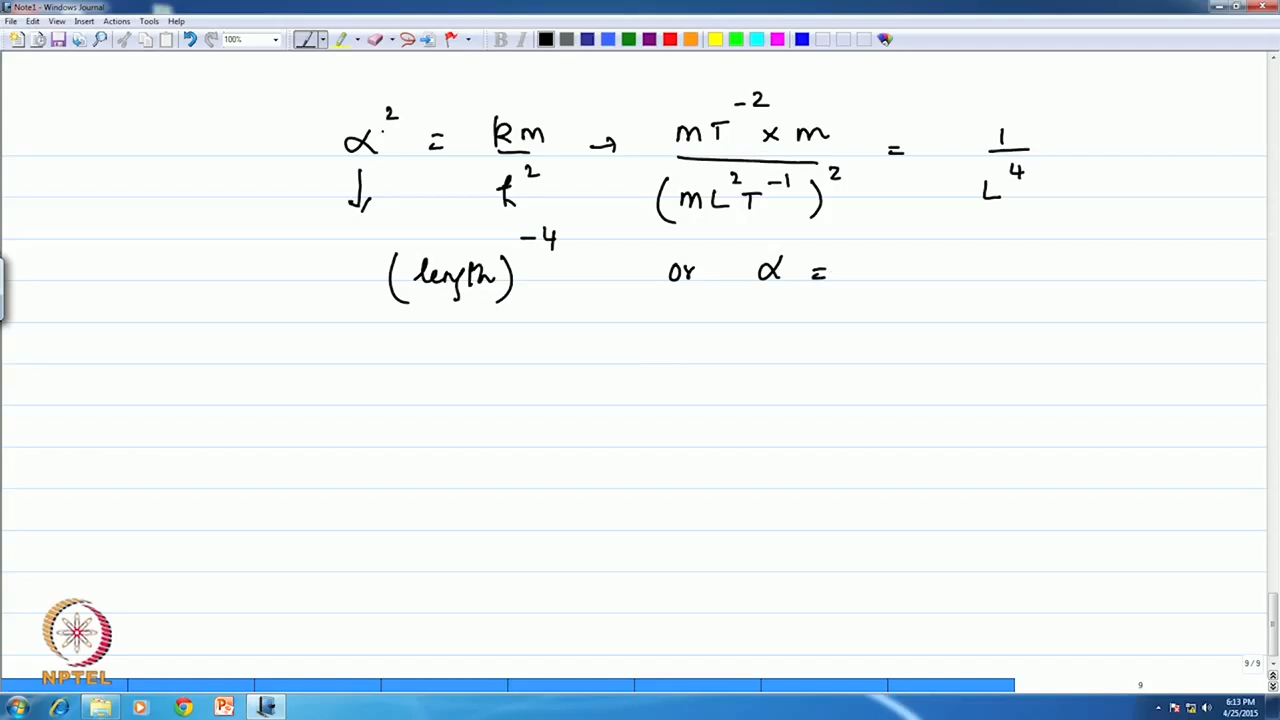 Note1 - Windows Journal
File Edit View Insert Actions Tools Help
100%
α² = km/ħ² → mT⁻² × m / (mL²T⁻¹)² = 1/L⁴
↓
(length)⁻⁴ or α =
NPTEL
9/9
9
6:13 PM
4/25/2015